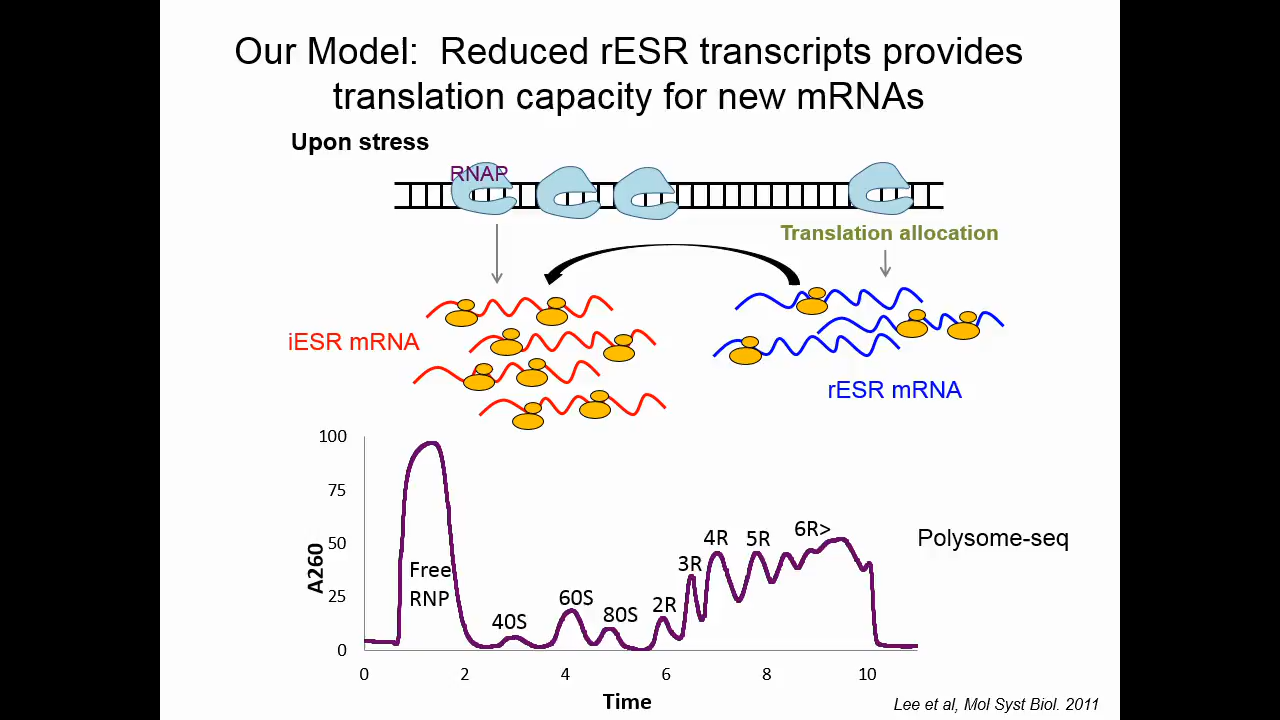 Our Model:  Reduced rESR transcripts provides
translation capacity for new mRNAs
Upon stress
RNAP
Translation allocation
iESR mRNA
rESR mRNA
100
75
50
25
0
A260
Free
RNP
40S
60S
80S
2R
3R
4R
5R
6R>
Polysome-seq
0
2
4
6
8
10
Time
Lee et al, Mol Syst Biol. 2011